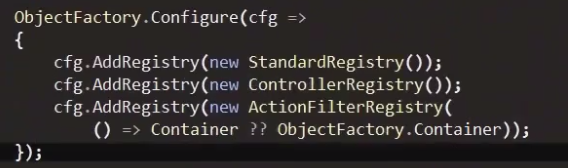 ObjectFactory.Configure(cfg =>
{
    cfg.AddRegistry(new StandardRegistry());
    cfg.AddRegistry(new ControllerRegistry());
    cfg.AddRegistry(new ActionFilterRegistry(
        () => Container ?? ObjectFactory.Container));
});